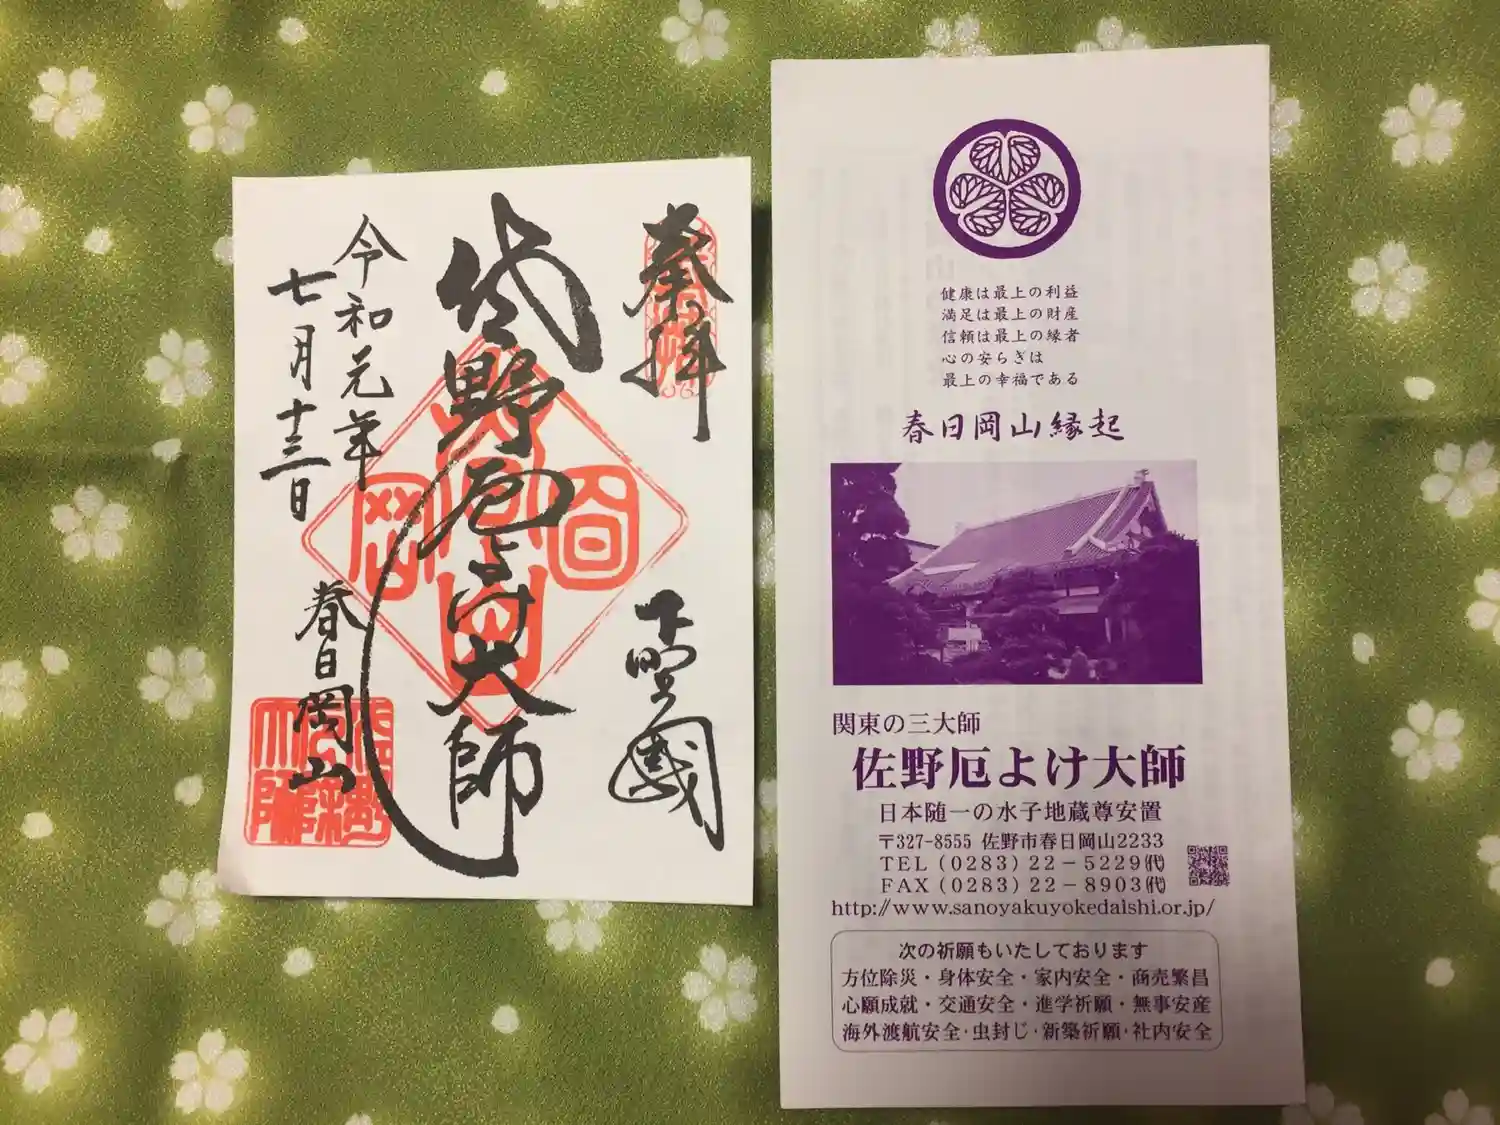 奉拝
下野国
佐野厄よけ大師
令和元年
七月十三日
春日岡山
健康は最上の利益
満足は最上の財産
信頼は最上の縁者
心の安らぎは
最上の幸福である
春日岡山縁起
関東の三大師
佐野厄よけ大師
日本随一の水子地蔵尊安置
〒327-8555 佐野市春日岡山2233
TEL(0283)22-5229㈹
FAX(0283)22-8903㈹
http://www.sanoyakuyokedaishi.or.jp/
次の祈願もいたしております
方位除災・身体安全・家内安全・商売繁昌
心願成就・交通安全・進学祈願・無事安産
海外渡航安全・虫封じ・新築祈願・社内安全